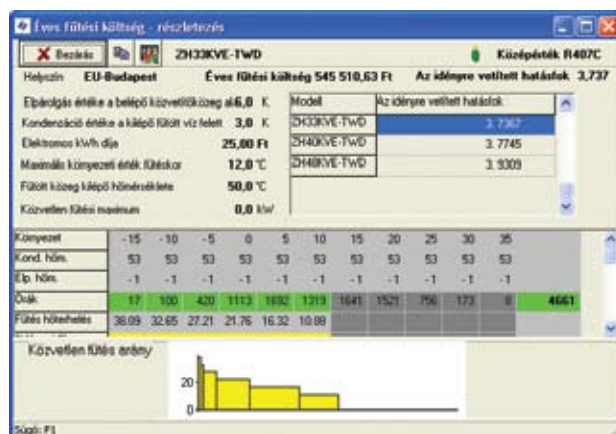 Éves fűtési költség - részletezés
Bezárás ZH33KVE-TWD Középérték R407C
Helyszín EU-Budapest Éves fűtési költség 545 510,63 Ft Az idényre vetített hatásfok 3,737
Elpárolgás értéke a belépő közvetítőközeg al 6,0 K
Kondenzáció értéke a kilépő fűtött víz felett 3,0 K
Elektromos kWh díja 25,00 Ft
Maximális környezeti érték fűtéskor 12,0 °C
Fűtött közeg kilépő hőmérséklete 50,0 °C
Közvetlen fűtési maximum 0,0 kW
Modell Az idényre vetített hatásfok
ZH33KVE-TWD 3.7367
ZH40KVE-TWD 3.7745
ZH48KVE-TWD 3.9309
Környezet -15 -10 -5 0 5 10 15 20 25 30 35
Kond. hőm. 53 53 53 53 53 53 53 53 53 53 53
Elp. hőm. -1 -1 -1 -1 -1 -1 -1 -1 -1 -1 -1
Órák 17 100 420 1113 1692 1319 1641 1521 756 173 8 4661
Fűtés hőterhelés 38.09 32.65 27.21 21.76 16.32 10.88
Közvetlen fűtés arány
20
0
Súgó: F1